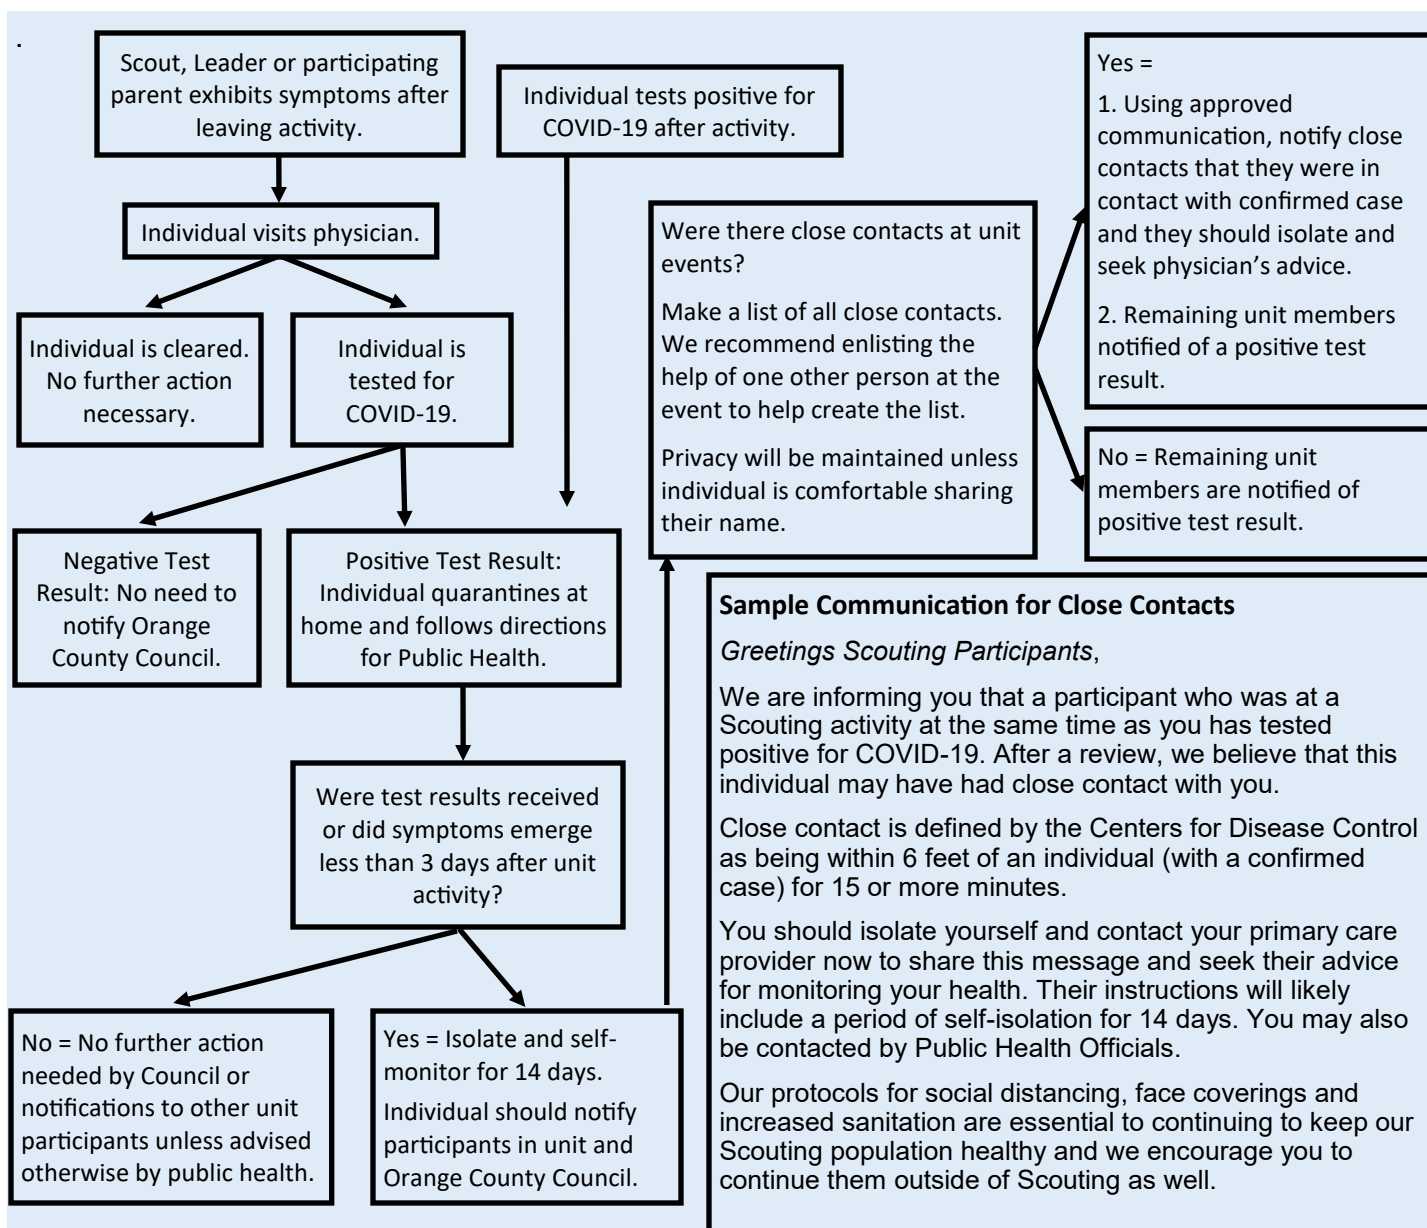 .
Scout, Leader or participating
parent exhibits symptoms after
leaving activity.
Individual tests positive for
COVID-19 after activity.
Individual visits physician.
Individual is cleared.
No further action
necessary.
Individual is
tested for
COVID-19.
Negative Test
Result: No need to
notify Orange
County Council.
Positive Test Result:
Individual quarantines at
home and follows directions
for Public Health.
Were test results received
or did symptoms emerge
less than 3 days after unit
activity?
No = No further action
needed by Council or
notifications to other unit
participants unless advised
otherwise by public health.
Yes = Isolate and self-
monitor for 14 days.
Individual should notify
participants in unit and
Orange County Council.
Were there close contacts at unit
events?
Make a list of all close contacts.
We recommend enlisting the
help of one other person at the
event to help create the list.
Privacy will be maintained unless
individual is comfortable sharing
their name.
Yes =
1. Using approved
communication, notify close
contacts that they were in
contact with confirmed case
and they should isolate and
seek physician’s advice.
2. Remaining unit members
notified of a positive test
result.
No = Remaining unit
members are notified of
positive test result.
Sample Communication for Close Contacts
Greetings Scouting Participants,
We are informing you that a participant who was at a
Scouting activity at the same time as you has tested
positive for COVID-19. After a review, we believe that this
individual may have had close contact with you.
Close contact is defined by the Centers for Disease Control
as being within 6 feet of an individual (with a confirmed
case) for 15 or more minutes.
You should isolate yourself and contact your primary care
provider now to share this message and seek their advice
for monitoring your health. Their instructions will likely
include a period of self-isolation for 14 days. You may also
be contacted by Public Health Officials.
Our protocols for social distancing, face coverings and
increased sanitation are essential to continuing to keep our
Scouting population healthy and we encourage you to
continue them outside of Scouting as well.